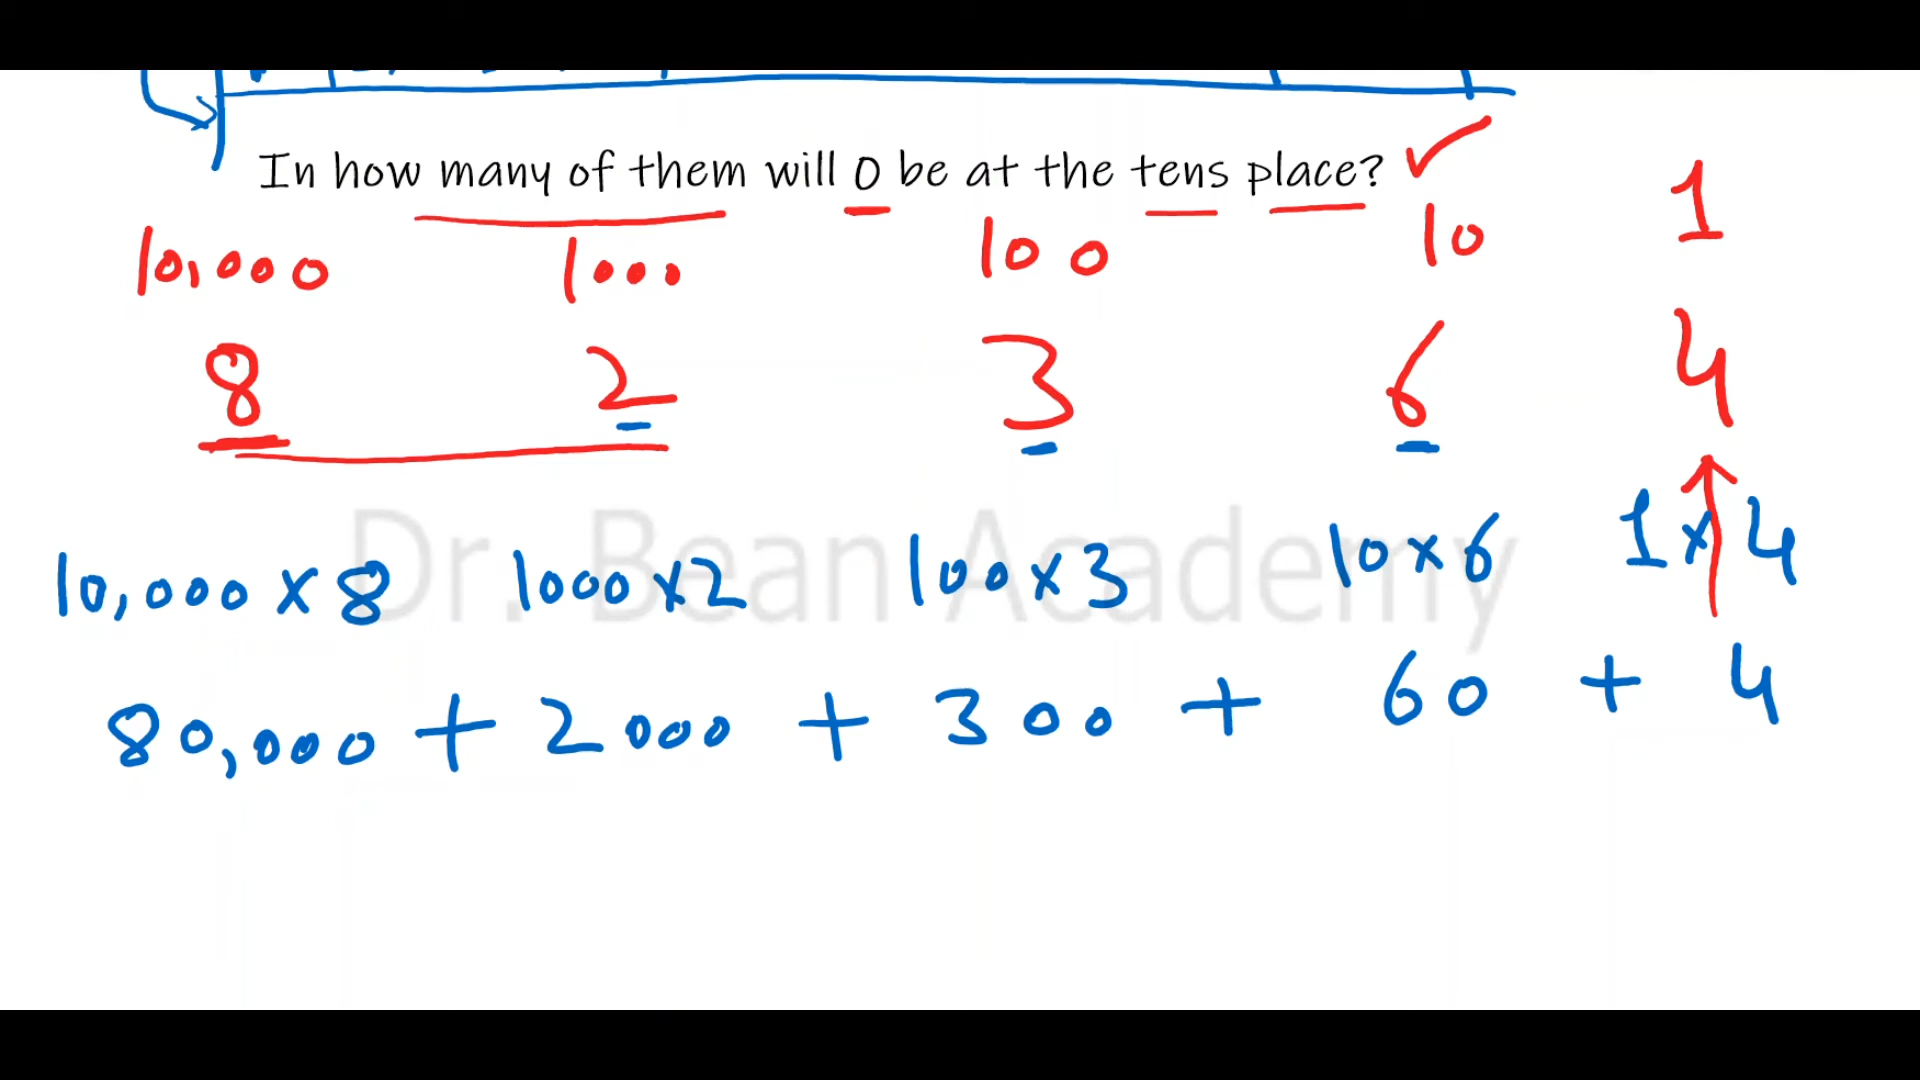 In how many of them will 0 be at the tens place? ✓
10,000 1000 100 10 1
8 2 3 6 4
Dr. Bean Academy
10,000 x 8 1000 x 2 100 x 3 10 x 6 1 x 4
80,000 + 2000 + 300 + 60 + 4